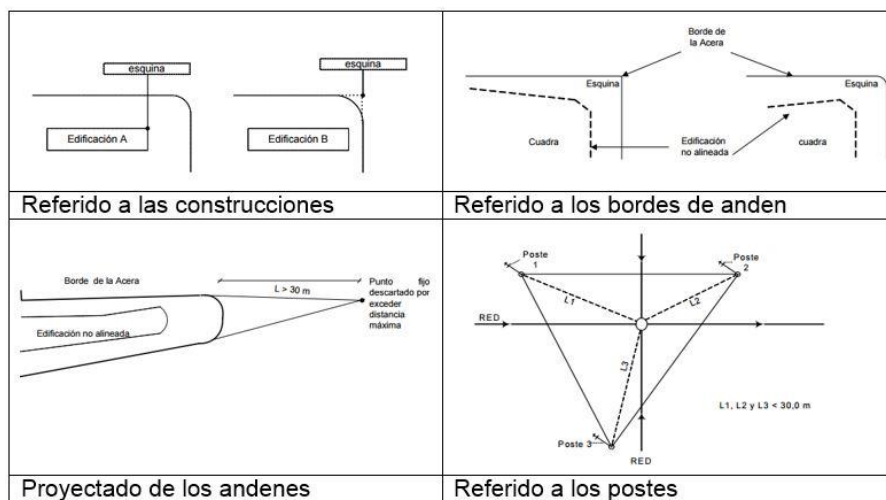 esquina
esquina
Edificación A
Edificación B
Referido a las construcciones
Borde de
la Acera
Esquina
Esquina
Cuadra
Edificación
no alineada
cuadra
Referido a los bordes de anden
Borde de la Acera
L > 30 m
Punto fijo
descartado por
exceder
distancia
máxima
Edificación no alineada
Proyectado de los andenes
Poste
1
Poste
2
L1
L2
RED
L3
L1, L2 y L3 < 30,0 m
Poste 3
RED
Referido a los postes